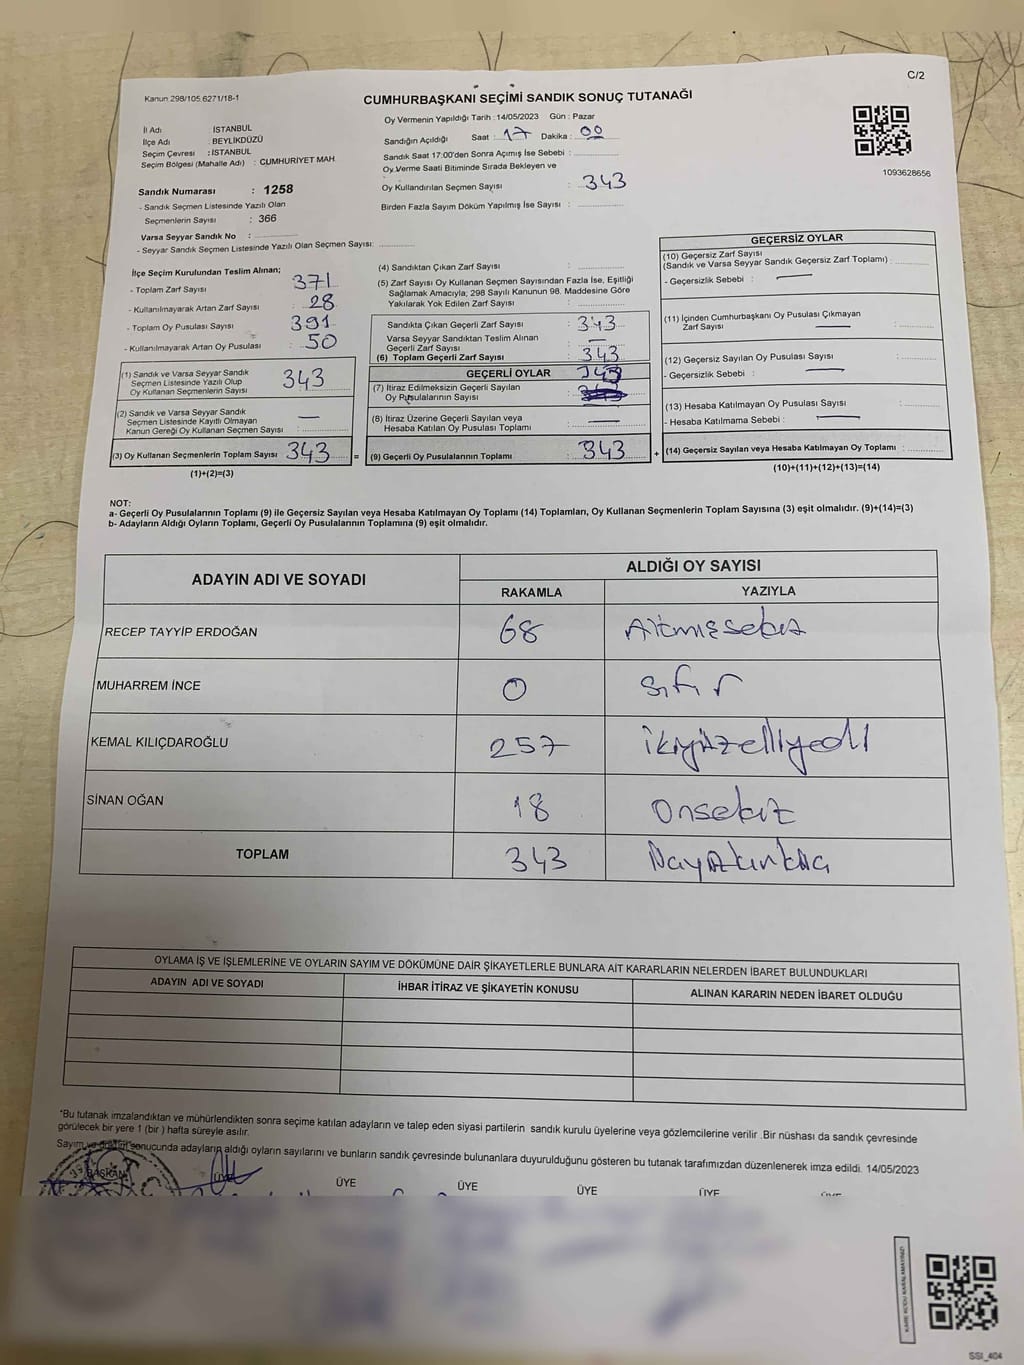 C/2
Kanun 298/105 6271/18-1
CUMHURBAŞKANI SEÇİMİ SANDIK SONUÇ TUTANAĞI
1093628656
İl Adı : İSTANBUL
İlçe Adı : BEYLİKDÜZÜ
Seçim Çevresi : İSTANBUL
Seçim Bölgesi (Mahalle Adı) : CUMHURİYET MAH.
Sandık Numarası : 1258
- Sandık Seçmen Listesinde Yazılı Olan
Seçmenlerin Sayısı : 366
Varsa Seyyar Sandık No :
- Seyyar Sandık Seçmen Listesinde Yazılı Olan Seçmen Sayısı:
Oy Vermenin Yapıldığı Tarih : 14/05/2023 Gün : Pazar
Sandığın Açıldığı Saat : 17 Dakika : 00
Sandık Saat 17:00'den Sonra Açımış İse Sebebi :
Oy Verme Saati Bitiminde Sırada Bekleyen ve
Oy Kullandırılan Seçmen Sayısı : 343
Birden Fazla Sayım Döküm Yapılmış İse Sayısı :
İlçe Seçim Kurulundan Teslim Alınan;
- Toplam Zarf Sayısı : 371
- Kullanılmayarak Artan Zarf Sayısı : 28
- Toplam Oy Pusulası Sayısı : 391
- Kullanılmayarak Artan Oy Pusulası : 50
(1) Sandık ve Varsa Seyyar Sandık
Seçmen Listesinde Yazılı Olup
Oy Kullanan Seçmenlerin Sayısı : 343
(2) Sandık ve Varsa Seyyar Sandık
Seçmen Listesinde Kayıtlı Olmayan
Kanun Gereği Oy Kullanan Seçmen Sayısı : —
(3) Oy Kullanan Seçmenlerin Toplam Sayısı : 343 =
(1)+(2)=(3)
(4) Sandıktan Çıkan Zarf Sayısı :
(5) Zarf Sayısı Oy Kullanan Seçmen Sayısından Fazla İse, Eşitliği
Sağlamak Amacıyla; 298 Sayılı Kanunun 98. Maddesine Göre
Yakılarak Yok Edilen Zarf Sayısı :
Sandıkta Çıkan Geçerli Zarf Sayısı : 343
Varsa Seyyar Sandıktan Teslim Alınan
Geçerli Zarf Sayısı : —
(6) Toplam Geçerli Zarf Sayısı : 343
GEÇERLİ OYLAR 343
(7) İtiraz Edilmeksizin Geçerli Sayılan
Oy Pusulalarının Sayısı :
(8) İtiraz Üzerine Geçerli Sayılan veya
Hesaba Katılan Oy Pusulası Toplamı : —
(9) Geçerli Oy Pusulalarının Toplamı : 343 +
GEÇERSİZ OYLAR
(10) Geçersiz Zarf Sayısı
(Sandık ve Varsa Seyyar Sandık Geçersiz Zarf Toplamı) :
- Geçersizlik Sebebi : —
(11) İçinden Cumhurbaşkanı Oy Pusulası Çıkmayan
Zarf Sayısı — :
(12) Geçersiz Sayılan Oy Pusulası Sayısı :
- Geçersizlik Sebebi : —
(13) Hesaba Katılmayan Oy Pusulası Sayısı :
- Hesaba Katılmama Sebebi : —
(14) Geçersiz Sayılan veya Hesaba Katılmayan Oy Toplamı :
(10)+(11)+(12)+(13)=(14)
NOT:
a- Geçerli Oy Pusulalarının Toplamı (9) ile Geçersiz Sayılan veya Hesaba Katılmayan Oy Toplamı (14) Toplamları, Oy Kullanan Seçmenlerin Toplam Sayısına (3) eşit olmalıdır. (9)+(14)=(3)
b- Adayların Aldığı Oyların Toplamı, Geçerli Oy Pusulalarının Toplamına (9) eşit olmalıdır.
ADAYIN ADI VE SOYADI ALDIĞI OY SAYISI
RAKAMLA YAZIYLA
RECEP TAYYİP ERDOĞAN 68 Altmışsekiz
MUHARREM İNCE 0 sıfır
KEMAL KILIÇDAROĞLU 257 ikiyüzelliyedi
SİNAN OĞAN 18 onsekiz
TOPLAM 343
OYLAMA İŞ VE İŞLEMLERİNE VE OYLARIN SAYIM VE DÖKÜMÜNE DAİR ŞİKAYETLERLE BUNLARA AİT KARARLARIN NELERDEN İBARET BULUNDUKLARI
ADAYIN ADI VE SOYADI İHBAR İTİRAZ VE ŞİKAYETİN KONUSU ALINAN KARARIN NEDEN İBARET OLDUĞU
*Bu tutanak imzalandıktan ve mühürlendikten sonra seçime katılan adayların ve talep eden siyasi partilerin sandık kurulu üyelerine veya gözlemcilerine verilir .Bir nüshası da sandık çevresinde
görülecek bir yere 1 (bir ) hafta süreyle asılır.
Sayım ve döküm sonucunda adayların aldığı oyların sayılarını ve bunların sandık çevresinde bulunanlara duyurulduğunu gösteren bu tutanak tarafımızdan düzenlenerek imza edildi. 14/05/2023
BAŞKAN ÜYE ÜYE ÜYE ÜYE ÜYE
KARE KODU KARALAMAYINIZ!
SSI_404